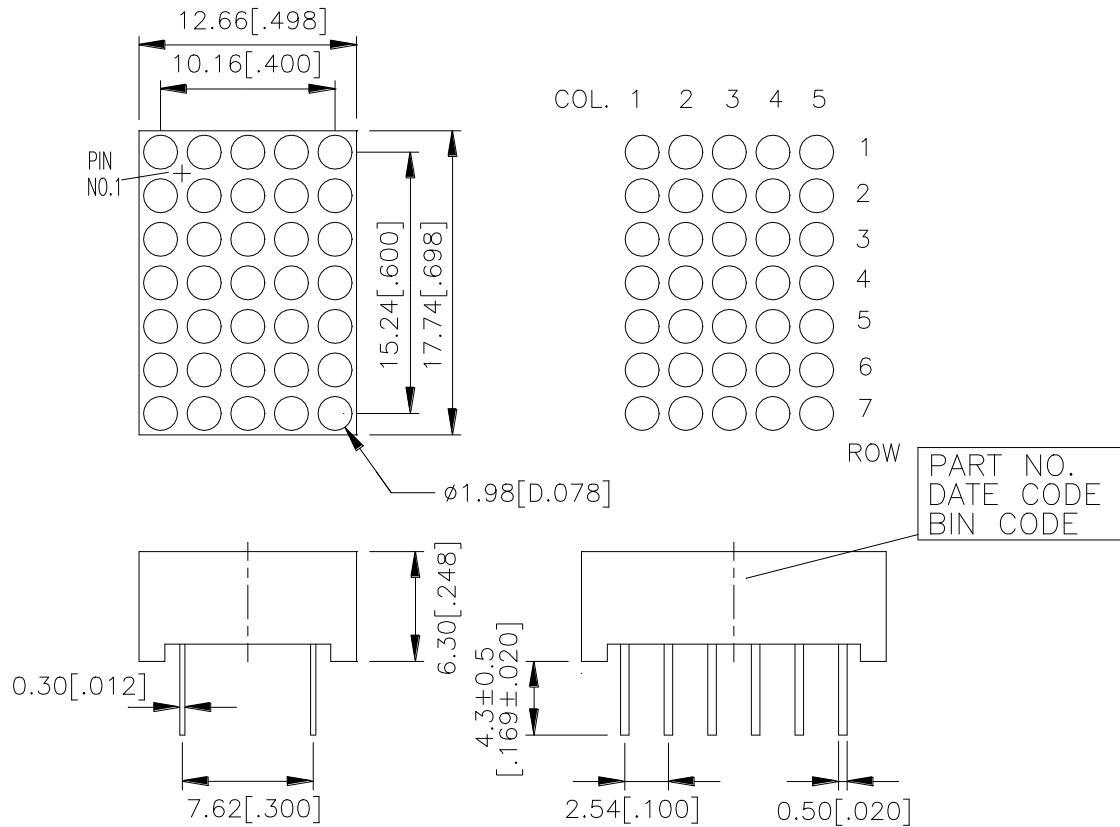 12.66[.498]
10.16[.400]
PIN
NO.1
15.24[.600]
17.74[.698]
ø1.98[D.078]
COL. 1 2 3 4 5
1
2
3
4
5
6
7
ROW
PART NO.
DATE CODE
BIN CODE
6.30[.248]
0.30[.012]
7.62[.300]
4.3±0.5
[.169±.020]
2.54[.100]
0.50[.020]